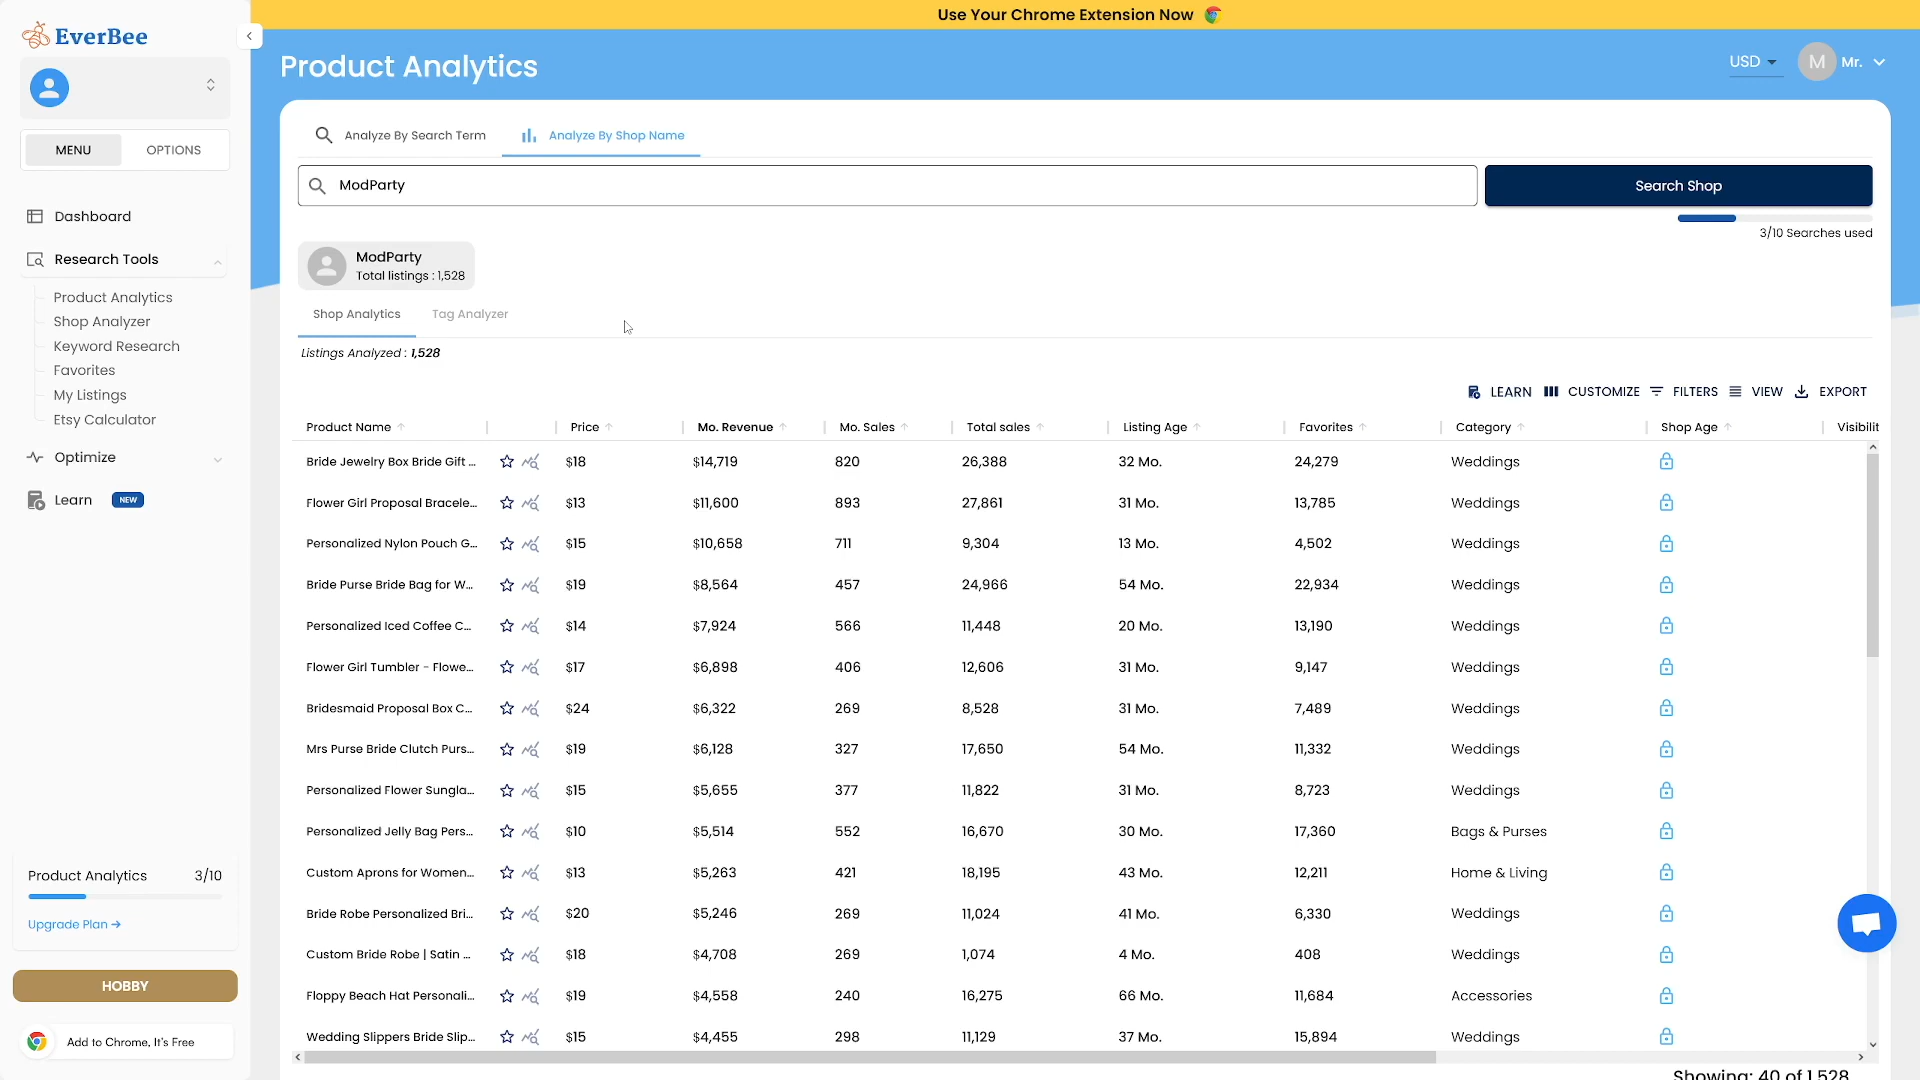 Use Your Chrome Extension Now
EverBee
MENU
OPTIONS
Dashboard
Research Tools
Product Analytics
Shop Analyzer
Keyword Research
Favorites
My Listings
Etsy Calculator
Optimize
Learn NEW
Product Analytics 3/10
Upgrade Plan →
HOBBY
Add to Chrome, It's Free
Product Analytics
USD
M Mr.
Analyze By Search Term
Analyze By Shop Name
ModParty
Search Shop
3/10 Searches used
ModParty
Total listings : 1,528
Shop Analytics
Tag Analyzer
Listings Analyzed : 1,528
LEARN CUSTOMIZE FILTERS VIEW EXPORT
Product Name Price Mo. Revenue Mo. Sales Total sales Listing Age Favorites Category Shop Age Visibilit
Bride Jewelry Box Bride Gift ... $18 $14,719 820 26,388 32 Mo. 24,279 Weddings
Flower Girl Proposal Bracele... $13 $11,600 893 27,861 31 Mo. 13,785 Weddings
Personalized Nylon Pouch G... $15 $10,658 711 9,304 13 Mo. 4,502 Weddings
Bride Purse Bride Bag for W... $19 $8,564 457 24,966 54 Mo. 22,934 Weddings
Personalized Iced Coffee C... $14 $7,924 566 11,448 20 Mo. 13,190 Weddings
Flower Girl Tumbler - Flowe... $17 $6,898 406 12,606 31 Mo. 9,147 Weddings
Bridesmaid Proposal Box C... $24 $6,322 269 8,528 31 Mo. 7,489 Weddings
Mrs Purse Bride Clutch Purs... $19 $6,128 327 17,650 54 Mo. 11,332 Weddings
Personalized Flower Sungla... $15 $5,655 377 11,822 31 Mo. 8,723 Weddings
Personalized Jelly Bag Pers... $10 $5,514 552 16,670 30 Mo. 17,360 Bags & Purses
Custom Aprons for Women... $13 $5,263 421 18,195 43 Mo. 12,211 Home & Living
Bride Robe Personalized Bri... $20 $5,246 269 11,024 41 Mo. 6,330 Weddings
Custom Bride Robe | Satin ... $18 $4,708 269 1,074 4 Mo. 408 Weddings
Floppy Beach Hat Personali... $19 $4,558 240 16,275 66 Mo. 11,684 Accessories
Wedding Slippers Bride Slip... $15 $4,455 298 11,129 37 Mo. 15,894 Weddings
Showing: 40 of 1,528